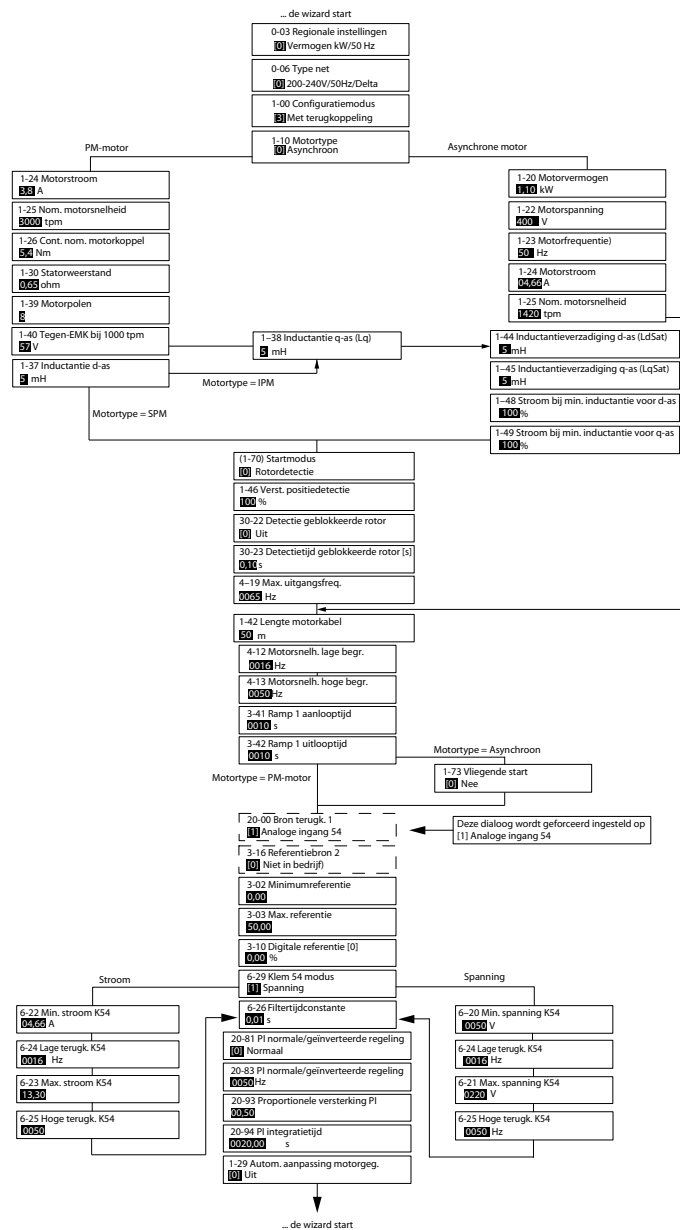 ... de wizard start
0-03 Regionale instellingen
[0] Vermogen kW/50 Hz
0-06 Type net
[0] 200-240V/50Hz/Delta
1-00 Configuratiemodus
[3] Met terugkoppeling
1-10 Motortype
[0] Asynchroon
PM-motor
Asynchrone motor
1-24 Motorstroom
3,8 A
1-25 Nom. motorsnelheid
3000 tpm
1-26 Cont. nom. motorkoppel
5,4 Nm
1-30 Statorweerstand
0,65 ohm
1-39 Motorpolen
8
1-40 Tegen-EMK bij 1000 tpm
57 V
1-37 Inductantie d-as
5 mH
1-20 Motorvermogen
1,10 kW
1-22 Motorspanning
400 V
1-23 Motorfrequentie)
50 Hz
1-24 Motorstroom
04,66 A
1-25 Nom. motorsnelheid
1420 tpm
1–38 Inductantie q-as (Lq)
5 mH
Motortype = IPM
Motortype = SPM
1-44 Inductantieverzadiging d-as (LdSat)
5 mH
1–45 Inductantieverzadiging q-as (LqSat)
5 mH
1–48 Stroom bij min. inductantie voor d-as
100 %
1-49 Stroom bij min. inductantie voor q-as
100 %
(1-70) Startmodus
[0] Rotordetectie
1-46 Verst. positiedetectie
100 %
30-22 Detectie geblokkeerde rotor
[0] Uit
30-23 Detectietijd geblokkeerde rotor [s]
0,10 s
4–19 Max. uitgangsfreq.
0065 Hz
1-42 Lengte motorkabel
50 m
4-12 Motorsnelh. lage begr.
0016 Hz
4-13 Motorsnelh. hoge begr.
0050 Hz
3-41 Ramp 1 aanlooptijd
0010 s
3-42 Ramp 1 uitlooptijd
0010 s
Motortype = Asynchroon
Motortype = PM-motor
1-73 Vliegende start
[0] Nee
20-00 Bron terugk. 1
[1] Analoge ingang 54
Deze dialoog wordt geforceerd ingesteld op
[1] Analoge ingang 54
3-16 Referentiebron 2
[0] Niet in bedrijf)
3-02 Minimumreferentie
0,00
3-03 Max. referentie
50,00
3-10 Digitale referentie [0]
0,00 %
6-29 Klem 54 modus
[1] Spanning
Stroom
Spanning
6-22 Min. stroom K54
04,66 A
6-24 Lage terugk. K54
0016 Hz
6-23 Max. stroom K54
13,30
6-25 Hoge terugk. K54
0050
6-26 Filtertijdconstante
0,01 s
20-81 PI normale/geïnverteerde regeling
[0] Normaal
20-83 PI normale/geïnverteerde regeling
0050 Hz
20-93 Proportionele versterking PI
00,50
20-94 PI integratietijd
0020,00 s
1-29 Autom. aanpassing motorgeg.
[0] Uit
6–20 Min. spanning K54
0050 V
6-24 Lage terugk. K54
0016 Hz
6-21 Max. spanning K54
0220 V
6-25 Hoge terugk. K54
0050 Hz
... de wizard start